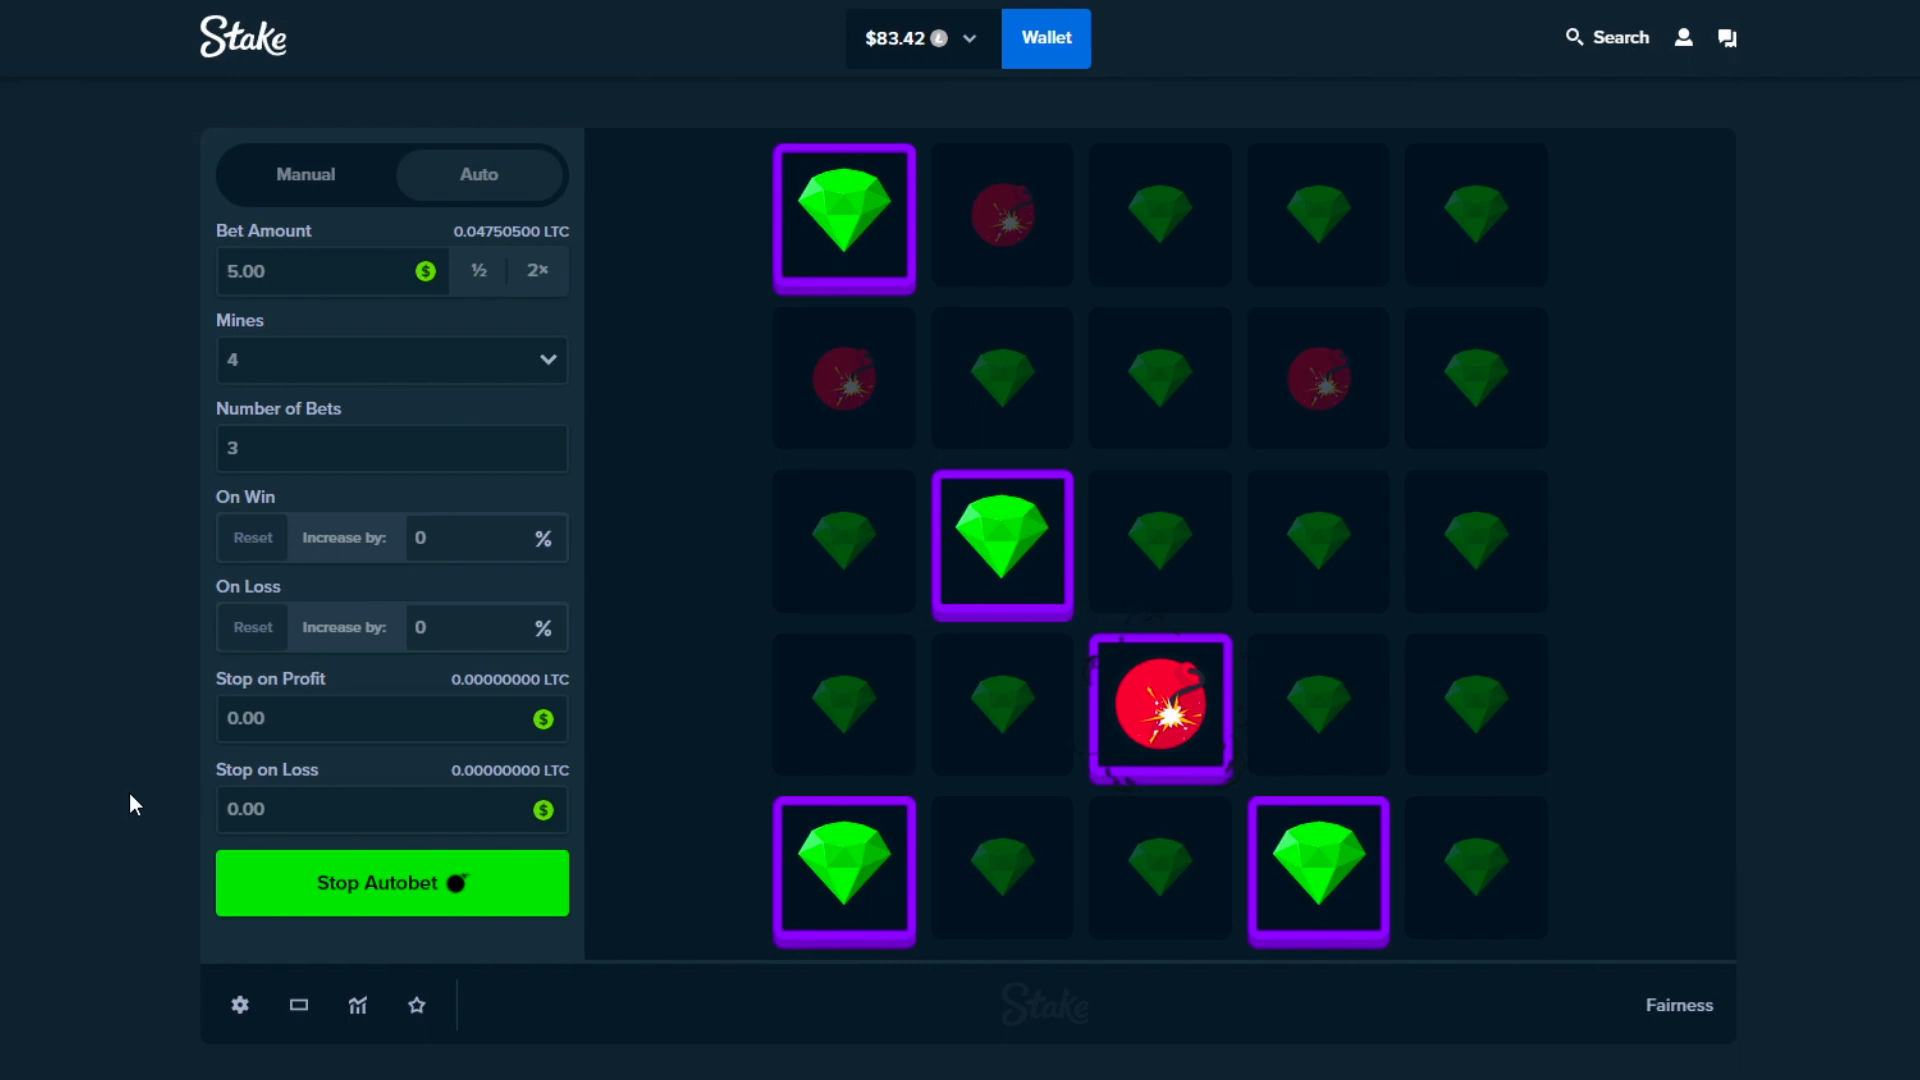 Stake
$83.42
Wallet
Search
Manual
Auto
Bet Amount
0.04750500 LTC
5.00
$
½
2×
Mines
4
Number of Bets
3
On Win
Reset
Increase by:
0
%
On Loss
Reset
Increase by:
0
%
Stop on Profit
0.00000000 LTC
0.00
$
Stop on Loss
0.00000000 LTC
0.00
$
Stop Autobet
Stake
Fairness